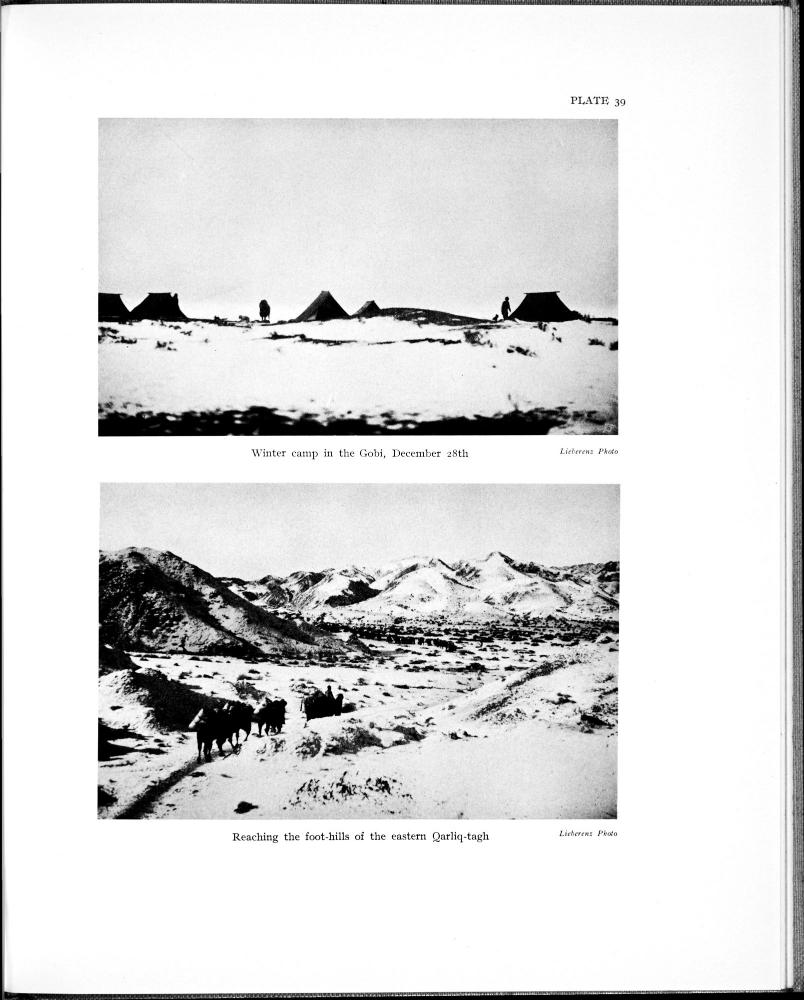 PLATE 39
Winter camp in the Gobi, December 28th
Lieberenz Photo
Reaching the foot-hills of the eastern Qarliq-tagh
Lieberenz Photo